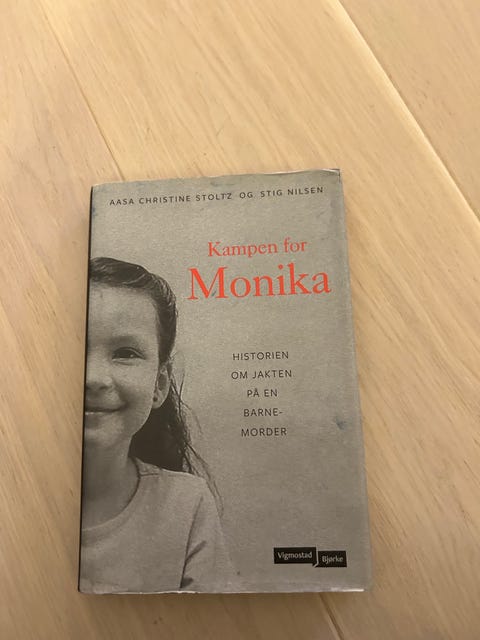 AASA CHRISTINE STOLTZ OG STIG NILSEN
Kampen for
Monika
HISTORIEN
OM JAKTEN
PÅ EN
BARNE-
MORDER
Vigmostad Bjørke